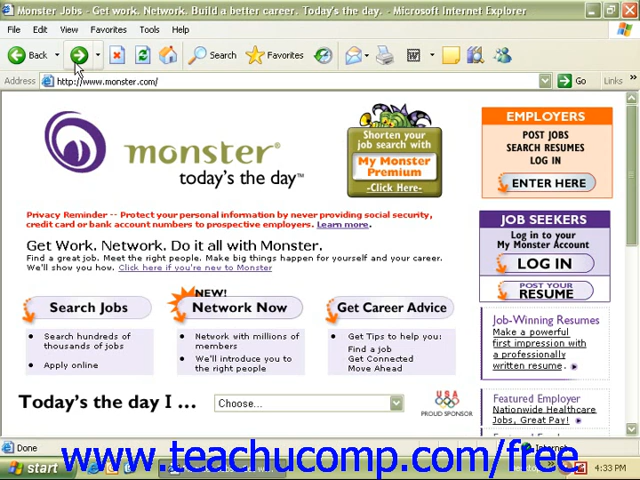 Monster Jobs - Get work. Network. Build a better career. Today's the day. - Microsoft Internet Explorer
File Edit View Favorites Tools Help
Back Search Favorites
Address http://www.monster.com/ Go Links
monster®
today's the day™
Shorten your
job search with
My Monster
Premium
-Click Here-
EMPLOYERS
POST JOBS
SEARCH RESUMES
LOG IN
ENTER HERE
Privacy Reminder -- Protect your personal information by never providing social security,
credit card or bank account numbers to prospective employers. Learn more.
Get Work. Network. Do it all with Monster.
Find a great job. Meet the right people. Make big things happen for yourself and your career.
We'll show you how. Click here if you're new to Monster
JOB SEEKERS
Log in to your
My Monster Account
LOG IN
POST YOUR
RESUME
Search Jobs
Search hundreds of
thousands of jobs
Apply online
NEW!
Network Now
Network with millions of
members
We'll introduce you to
the right people
Get Career Advice
Get Tips to help you:
Find a job
Get Connected
Move Ahead
Job-Winning Resumes
Make a powerful
first impression with
a professionally
written resume.
Today's the day I ... Choose...
USA
PROUD SPONSOR
Featured Employer
Nationwide Healthcare
Jobs, Great Pay!
Done Internet
www.teachucomp.com/free
start 4:33 PM